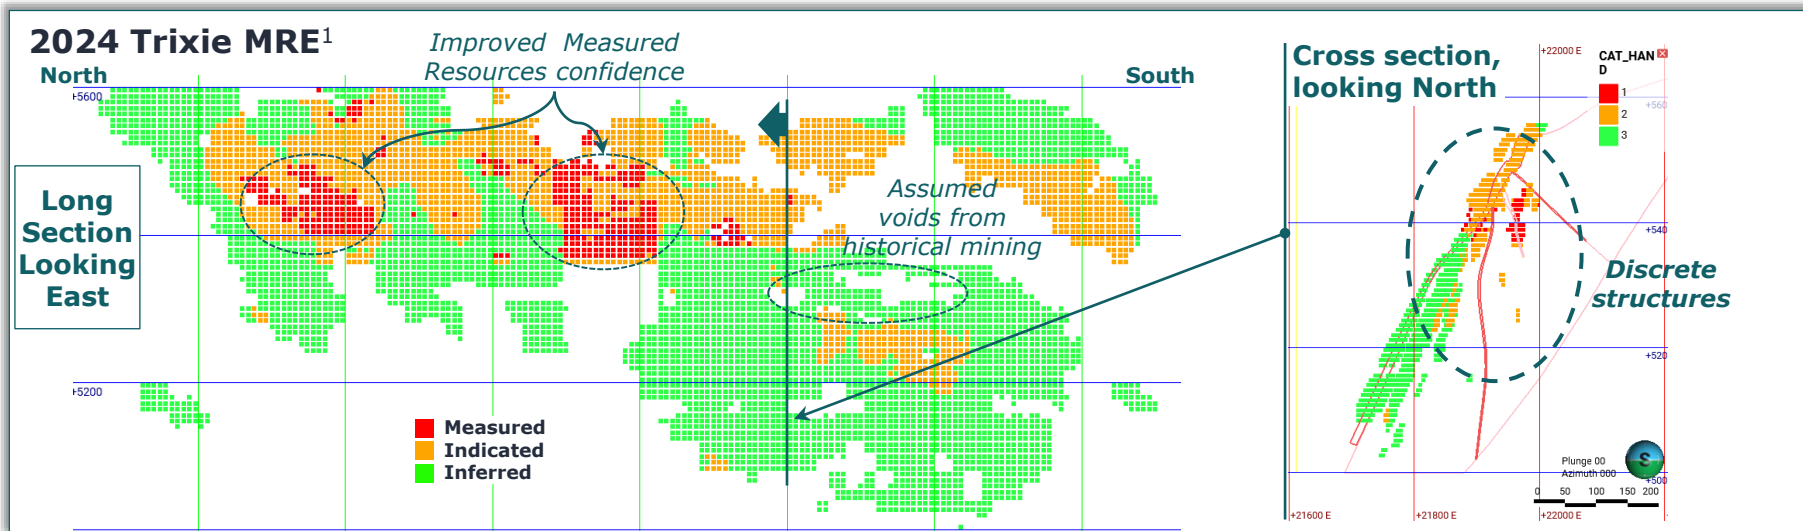 2024 Trixie MRE1
North
Improved Measured
Resources confidence
South
+5600
Long
Section
Looking
East
Assumed
voids from
historical mining
+5200
Measured
Indicated
Inferred
Cross section,
looking North
+22000 E
CAT_HAN
D
1
2
3
+560
+540
Discrete
structures
+520
Plunge 00
Azimuth 000
S
+500
0 50 100 150 200
+21600 E
+21800 E
+22000 E